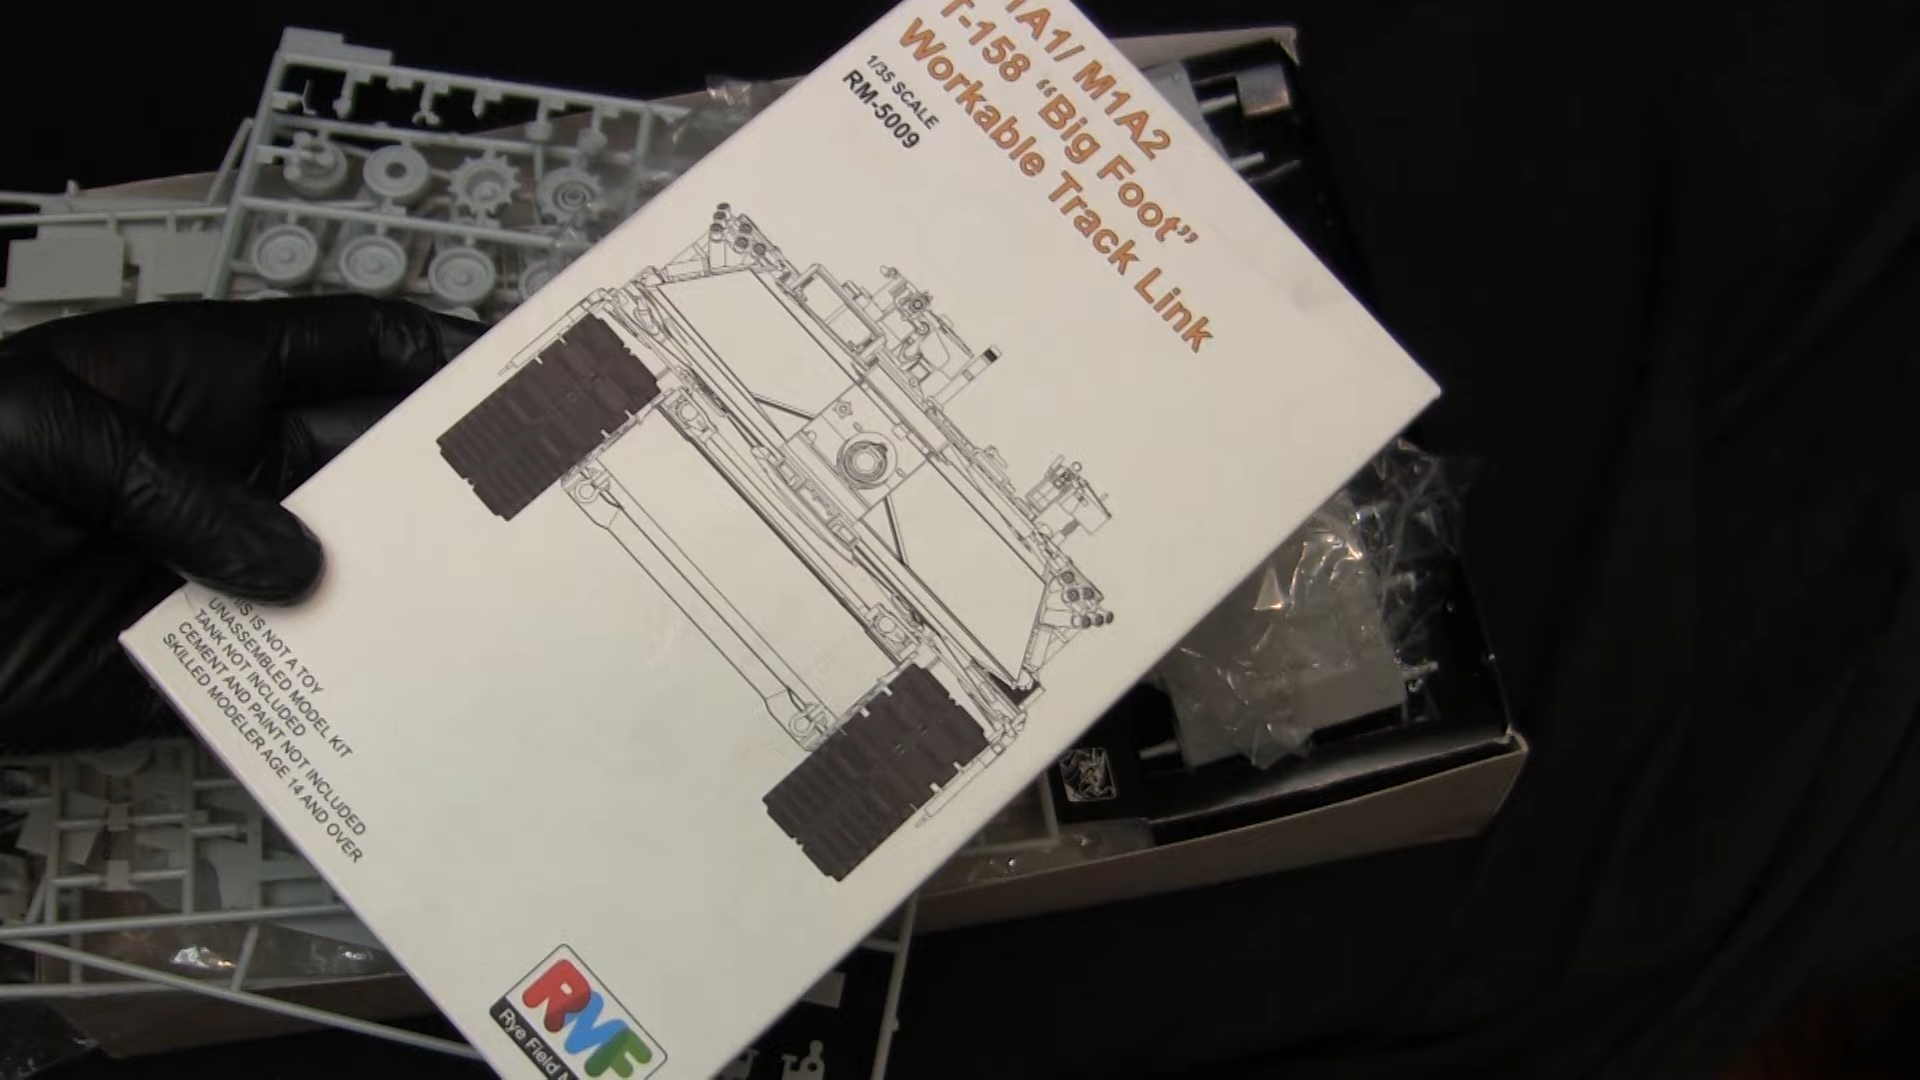 1A1/ M1A2
T-158 “Big Foot”
Workable Track Link
1/35 SCALE
RM-5009
IS IS NOT A TOY
UNASSEMBLED MODEL KIT
TANK NOT INCLUDED
CEMENT AND PAINT NOT INCLUDED
SKILLED MODELER AGE 14 AND OVER
RMF
Rye Field M